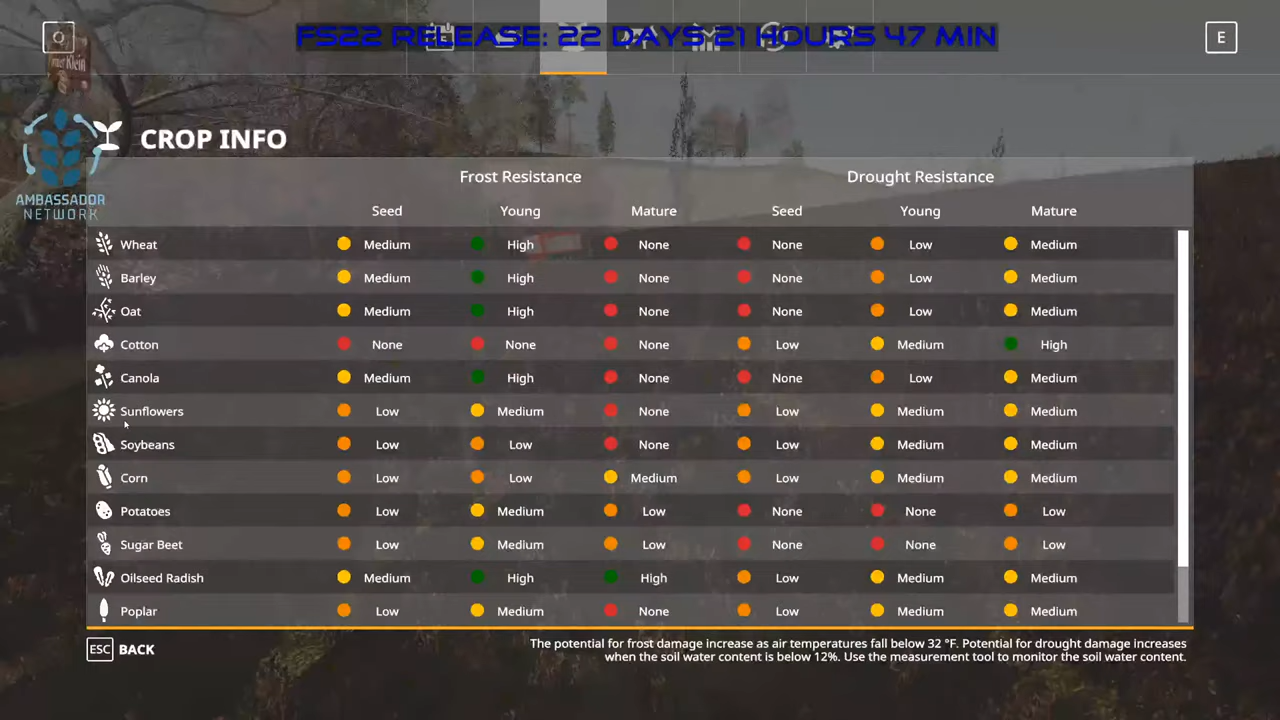 FS22 RELEASE: 22 DAYS 21 HOURS 47 MIN
Q
E
Klein
AMBASSADOR
NETWORK
CROP INFO
Frost Resistance Drought Resistance
Seed Young Mature Seed Young Mature
Wheat Medium High None None Low Medium
Barley Medium High None None Low Medium
Oat Medium High None None Low Medium
Cotton None None None Low Medium High
Canola Medium High None None Low Medium
Sunflowers Low Medium None Low Medium Medium
Soybeans Low Low None Low Medium Medium
Corn Low Low Medium Low Medium Medium
Potatoes Low Medium Low None None Low
Sugar Beet Low Medium Low None None Low
Oilseed Radish Medium High High Low Medium Medium
Poplar Low Medium None Low Medium Medium
ESC BACK
The potential for frost damage increase as air temperatures fall below 32 °F. Potential for drought damage increases
when the soil water content is below 12%. Use the measurement tool to monitor the soil water content.